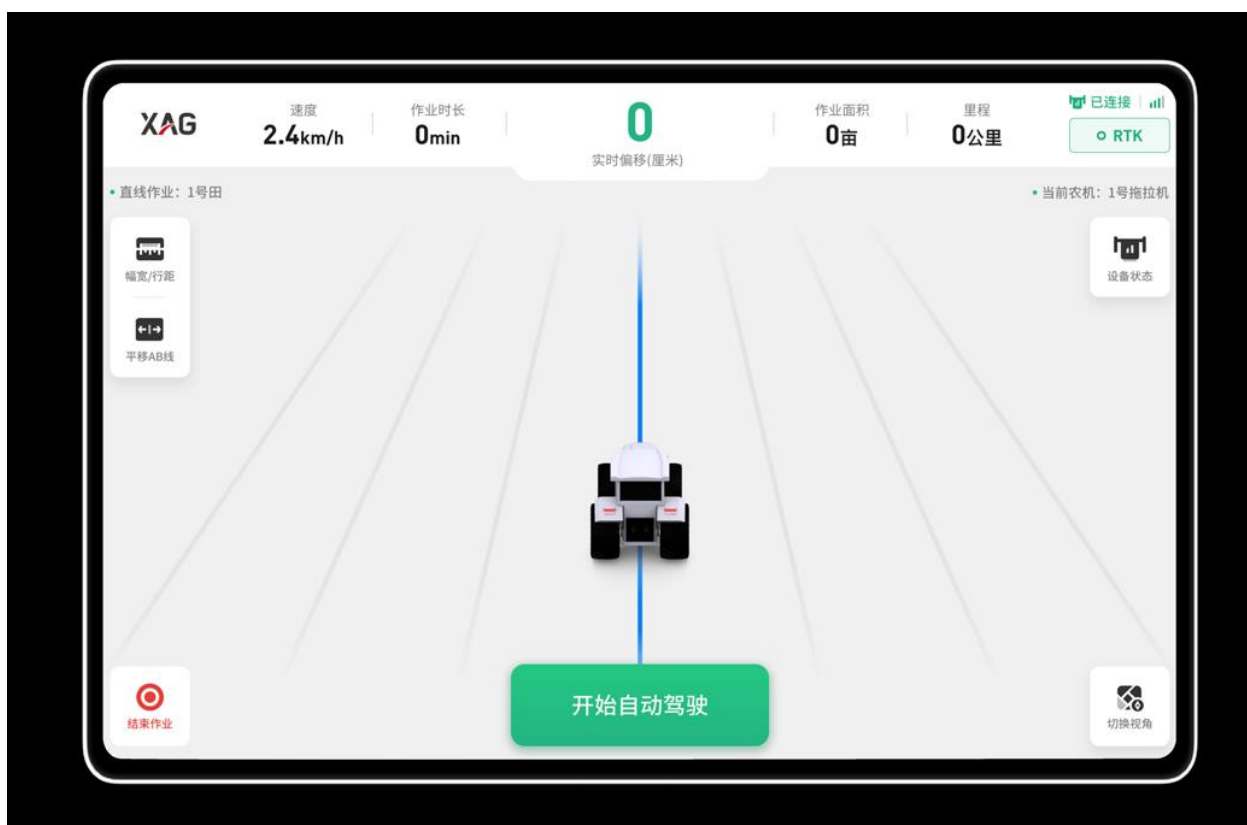 XAG
速度
2.4km/h
作业时长
0min
0
实时偏移(厘米)
作业面积
0亩
里程
0公里
已连接
RTK
直线作业：1号田
当前农机：1号拖拉机
幅宽/行距
平移AB线
设备状态
结束作业
开始自动驾驶
切换视角